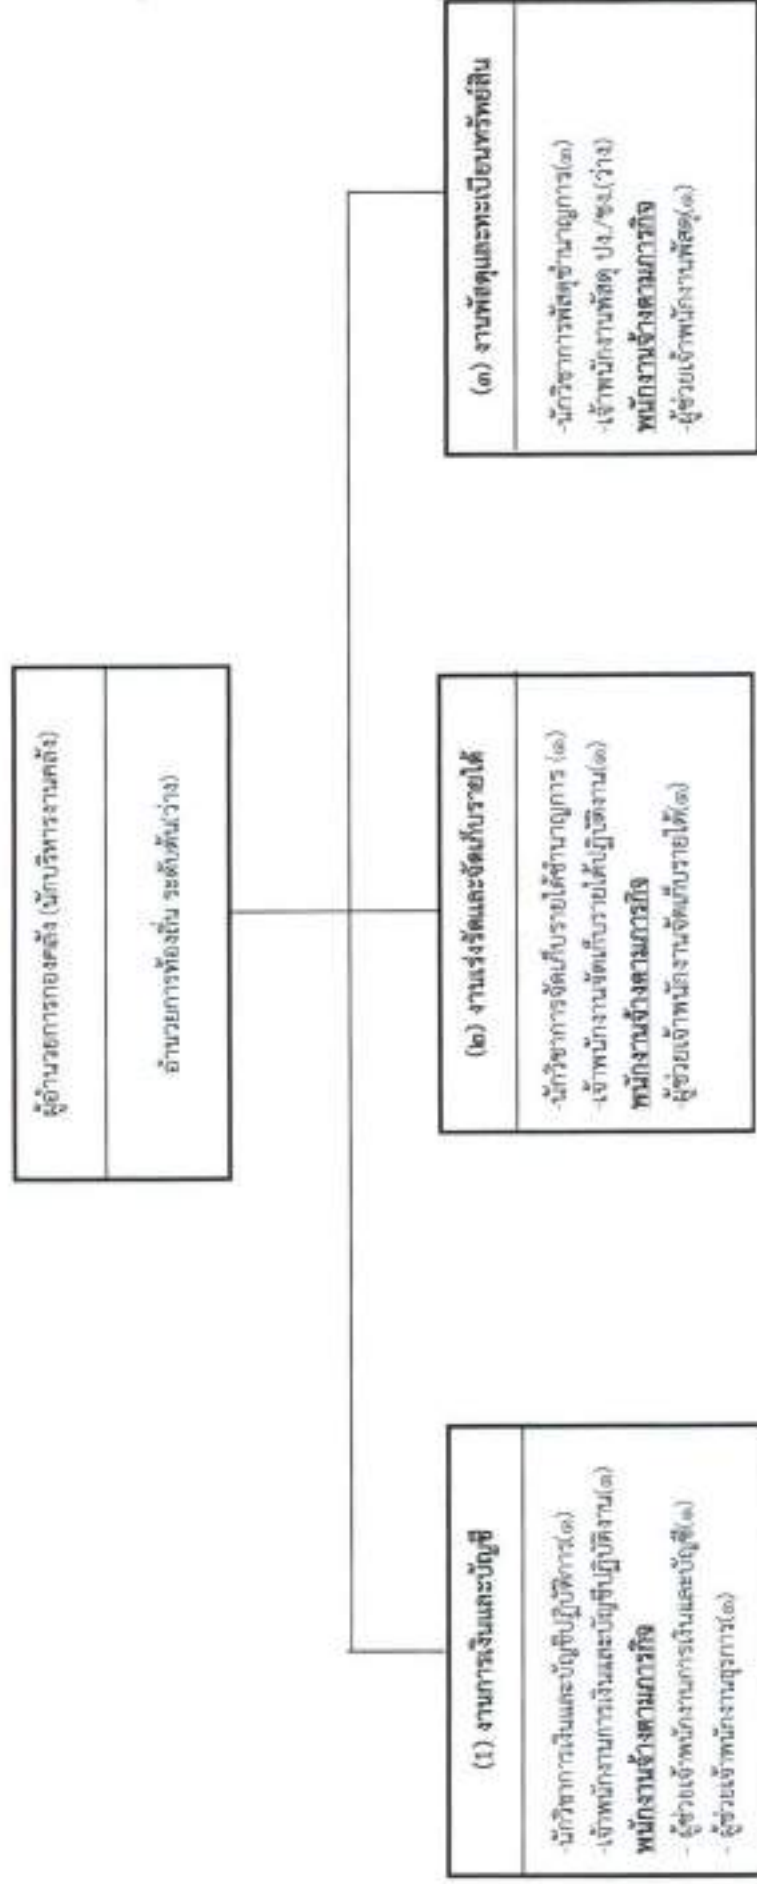 ผู้อำนวยการกองคลัง (นักบริหารงานคลัง)
อำนวยการท้องถิ่น ระดับต้น(ว่าง)
(1) งานการเงินและบัญชี
-นักวิชาการเงินและบัญชีปฏิบัติการ(๑)
-เจ้าพนักงานการเงินและบัญชีปฏิบัติงาน(๑)
พนักงานจ้างตามภารกิจ
- ผู้ช่วยเจ้าพนักงานการเงินและบัญชี(๑)
- ผู้ช่วยเจ้าพนักงานธุรการ(๑)
(๒) งานเร่งรัดและจัดเก็บรายได้
-นักวิชาการจัดเก็บรายได้ชำนาญการ (๑)
-เจ้าพนักงานจัดเก็บรายได้ปฏิบัติงาน(๑)
พนักงานจ้างตามภารกิจ
-ผู้ช่วยเจ้าพนักงานจัดเก็บรายได้(๑)
(๓) งานพัสดุและทะเบียนทรัพย์สิน
-นักวิชาการพัสดุชำนาญการ(๑)
-เจ้าพนักงานพัสดุ ปง./ชง.(ว่าง)
พนักงานจ้างตามภารกิจ
-ผู้ช่วยเจ้าพนักงานพัสดุ(๑)